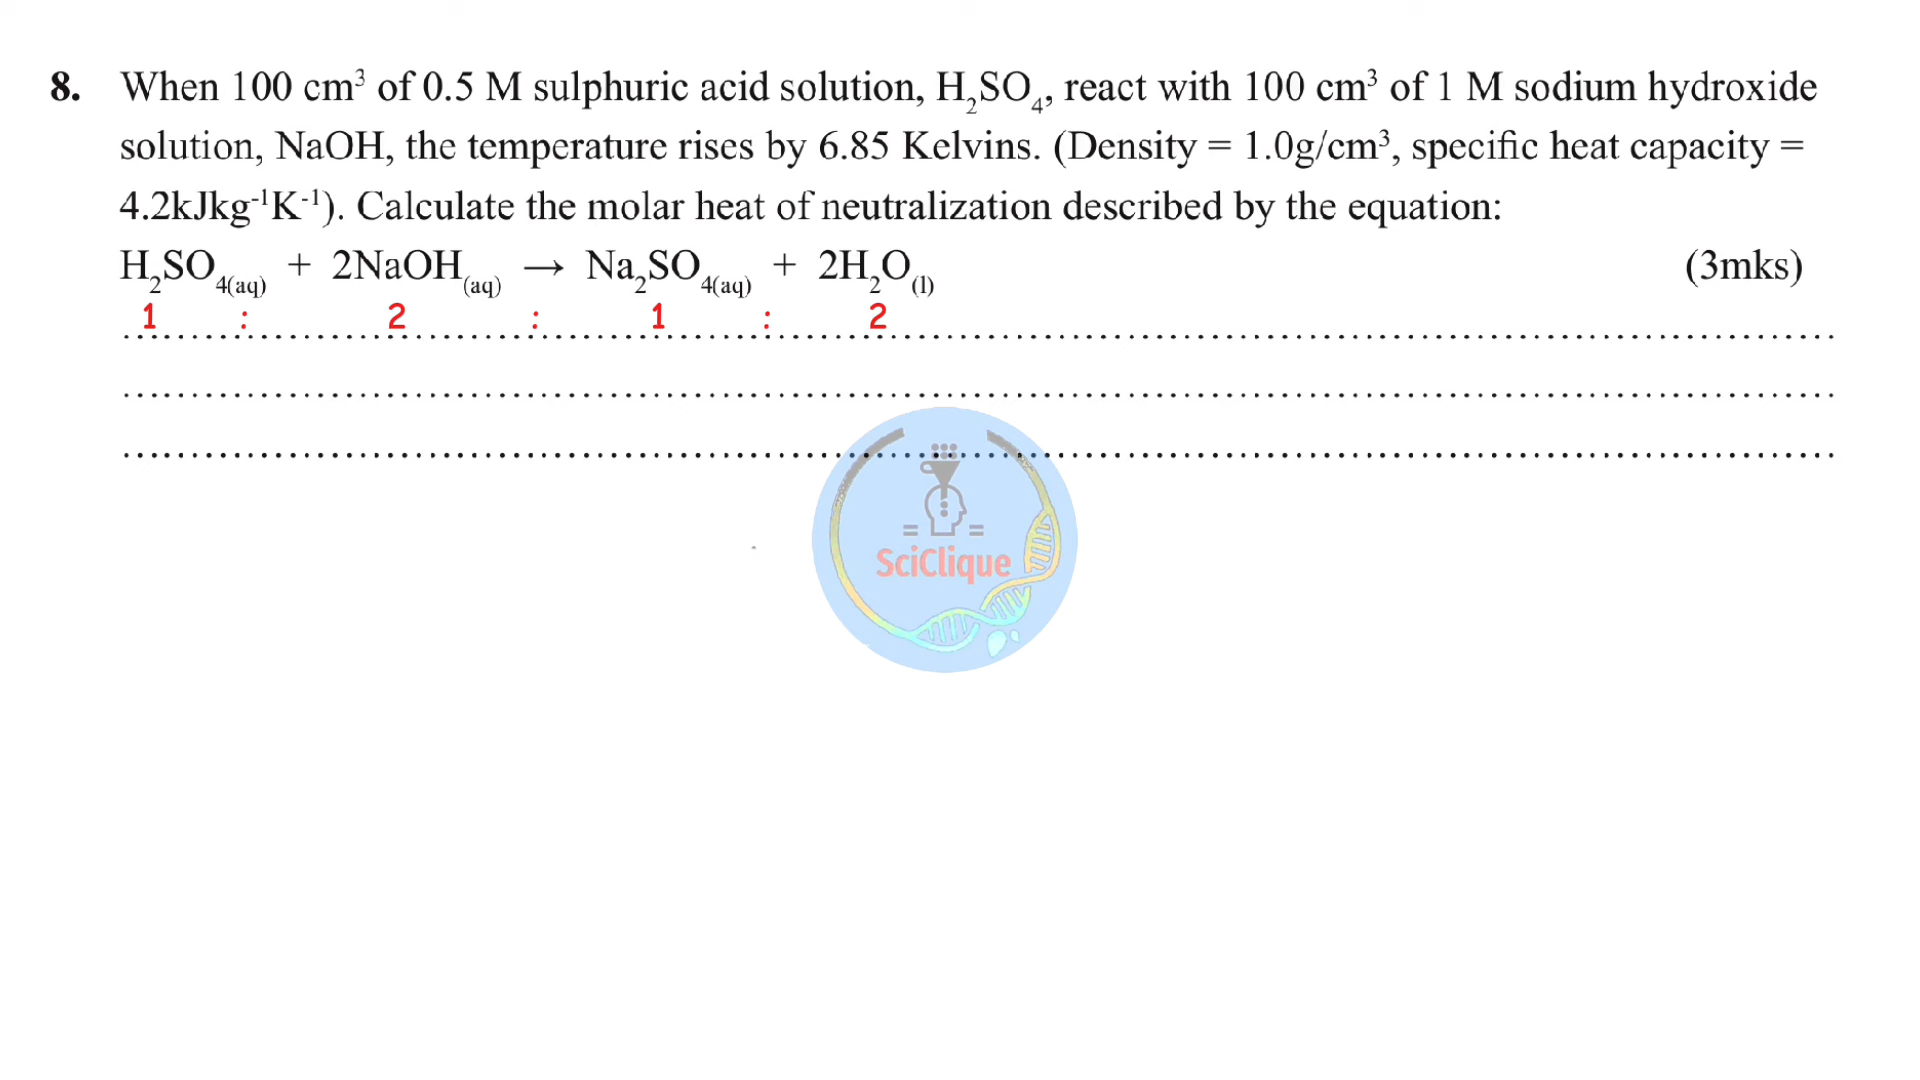 8. When 100 cm³ of 0.5 M sulphuric acid solution, H₂SO₄, react with 100 cm³ of 1 M sodium hydroxide
solution, NaOH, the temperature rises by 6.85 Kelvins. (Density = 1.0g/cm³, specific heat capacity =
4.2kJkg⁻¹K⁻¹). Calculate the molar heat of neutralization described by the equation:
H₂SO₄(aq) + 2NaOH(aq) → Na₂SO₄(aq) + 2H₂O(l) (3mks)
1 : 2 : 1 : 2
SciClique